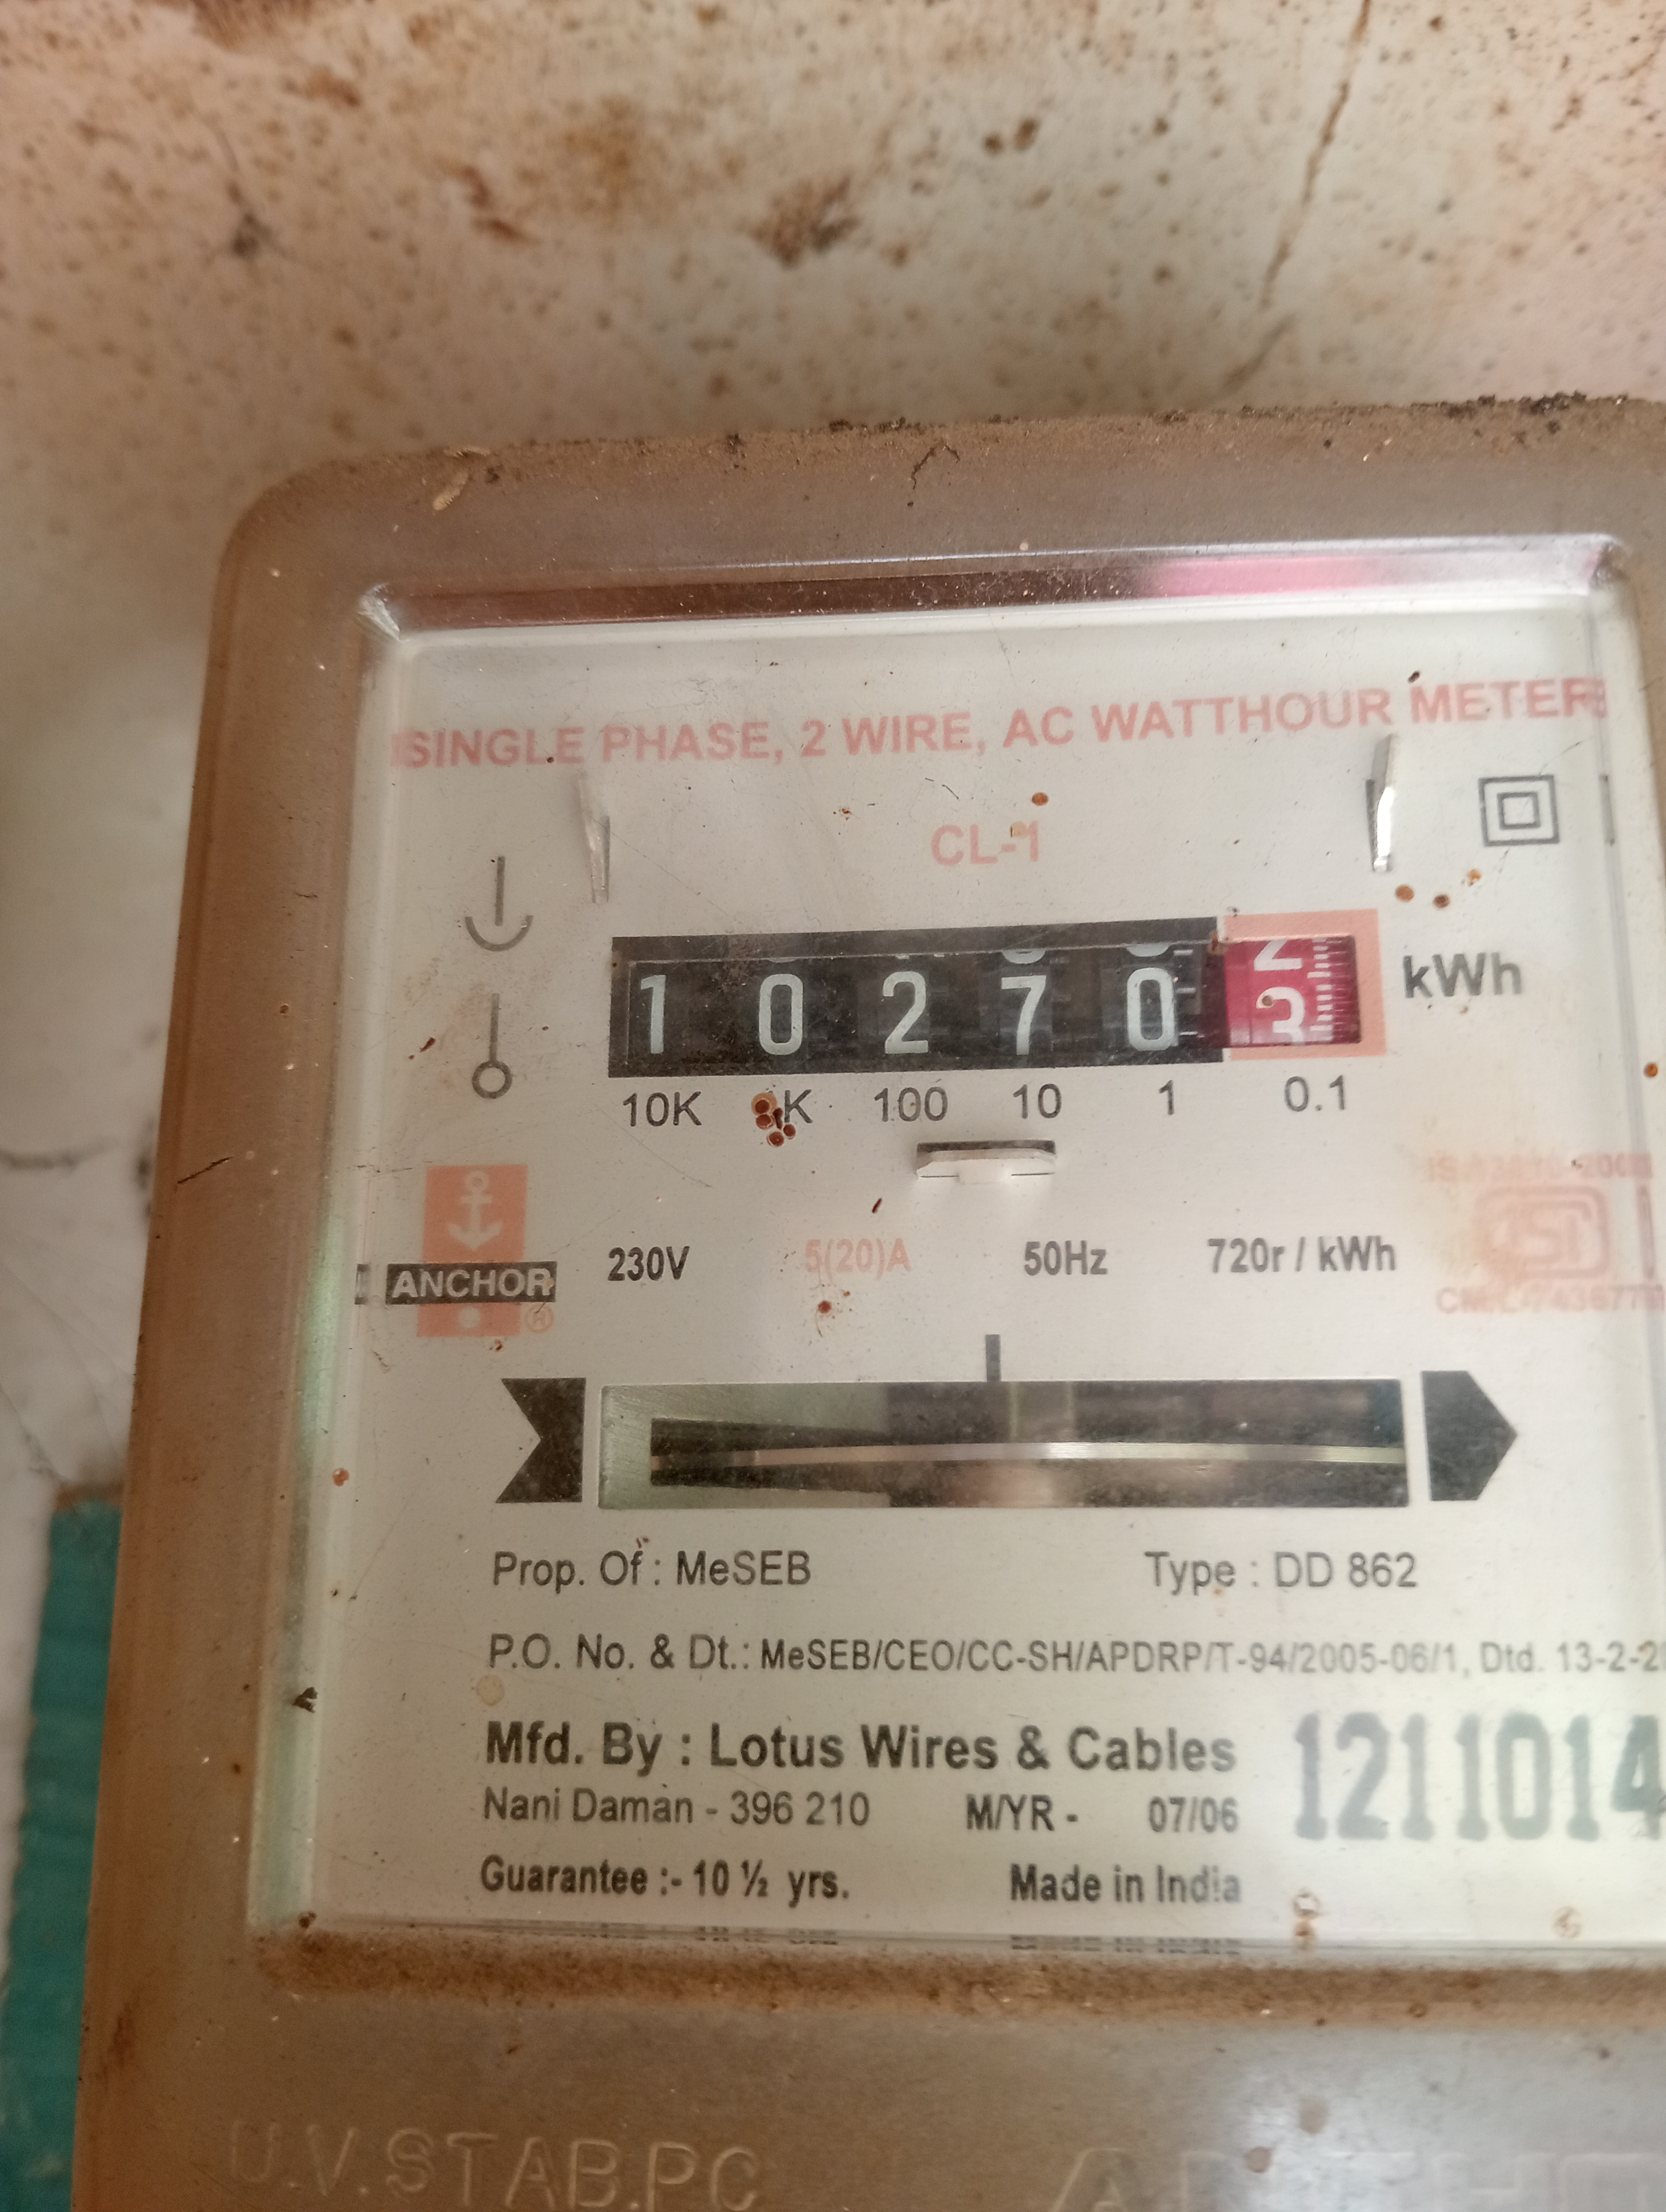 SINGLE PHASE, 2 WIRE, AC WATTHOUR METER
CL-1
1 0 2 7 0 3 kWh
10K K 100 10 1 0.1
ANCHOR ®
230V 5(20)A 50Hz 720r / kWh
ISI
Prop. Of : MeSEB Type : DD 862
P.O. No. & Dt.: MeSEB/CEO/CC-SH/APDRP/T-94/2005-06/1, Dtd. 13-2-2
Mfd. By : Lotus Wires & Cables 1211014
Nani Daman - 396 210 M/YR - 07/06
Guarantee :- 10 ½ yrs. Made in India
U.V.STAB.PC